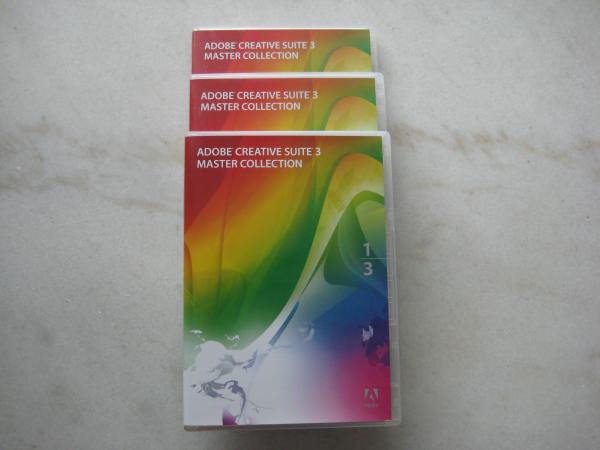 ADOBE CREATIVE SUITE 3
MASTER COLLECTION
ADOBE® CREATIVE SUITE® 3
MASTER COLLECTION
ADOBE® CREATIVE SUITE® 3
MASTER COLLECTION
1
3
Adobe